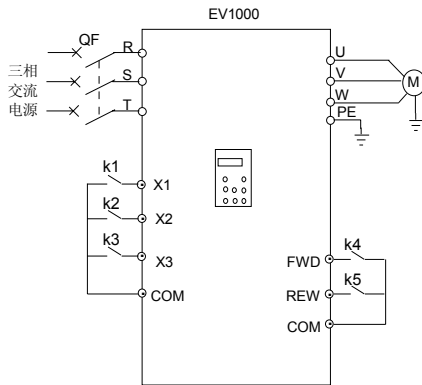 EV1000
QF
R
三相
S
交流
T
电源
U
V
W
M
PE
k1
X1
k2
X2
k3
X3
COM
k4
FWD
k5
REW
COM